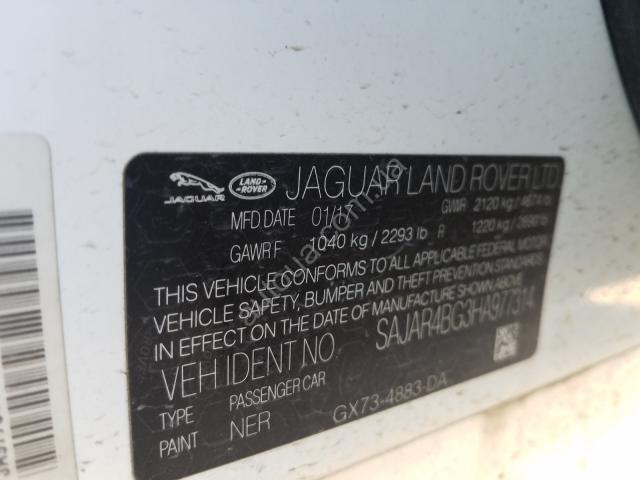 JAGUAR LAND-ROVER JAGUAR LAND ROVER LTD
MFD DATE 01/17 GWR 2120 kg / 4674 lb
GAWR F 1040 kg / 2293 lb R 1220 kg / 2690 lb
THIS VEHICLE CONFORMS TO ALL APPLICABLE FEDERAL MOTOR
VEHICLE SAFETY, BUMPER, AND THEFT PREVENTION STANDARDS
IN EFFECT ON THE DATE OF MANUFACTURE SHOWN ABOVE.
VEH IDENT NO. SAJAR4BG3HA977314
TYPE PASSENGER CAR
PAINT NER GX73-4883-DA